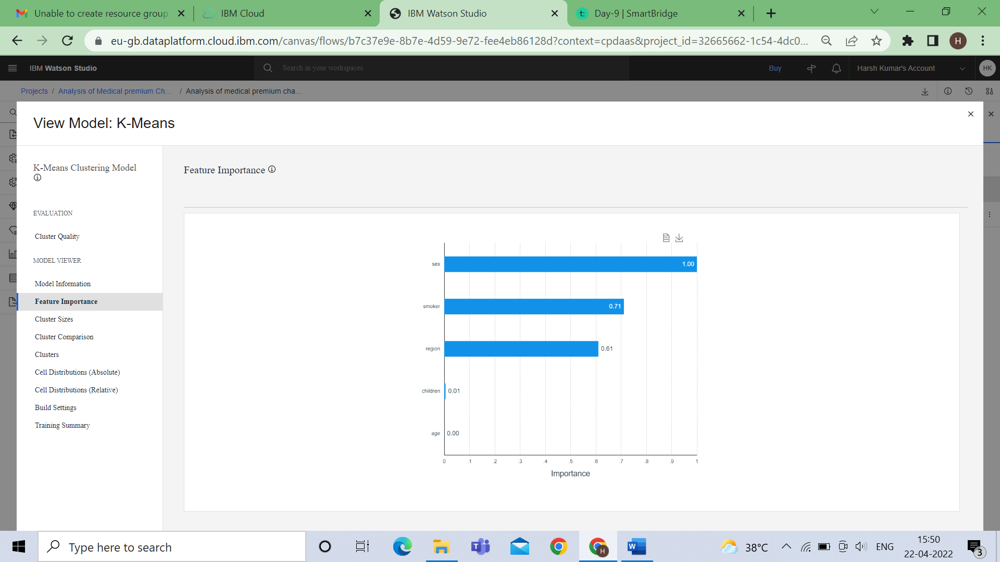 Unable to create resource group
IBM Cloud
IBM Watson Studio
t: Day-9 | SmartBridge
eu-gb.dataplatform.cloud.ibm.com/canvas/flows/b7c37e9e-8b7e-4d59-9e72-fee4eb86128d?context=cpdaas&project_id=32665662-1c54-4dc0...
H
IBM Watson Studio
Search in your workspaces
Buy
Harsh Kumar's Account
HK
Projects / Analysis of Medical premium Ch... / Analysis of medical premium cha...
View Model: K-Means
K-Means Clustering Model
EVALUATION
Cluster Quality
MODEL VIEWER
Model Information
Feature Importance
Cluster Sizes
Cluster Comparison
Clusters
Cell Distributions (Absolute)
Cell Distributions (Relative)
Build Settings
Training Summary
Feature Importance
sex 1.00
smoker 0.71
region 0.61
children 0.01
age 0.00
0 .1 .2 .3 .4 .5 .6 .7 .8 .9 1
Importance
Type here to search
T
H
W
38°C
ENG
15:50
22-04-2022
3